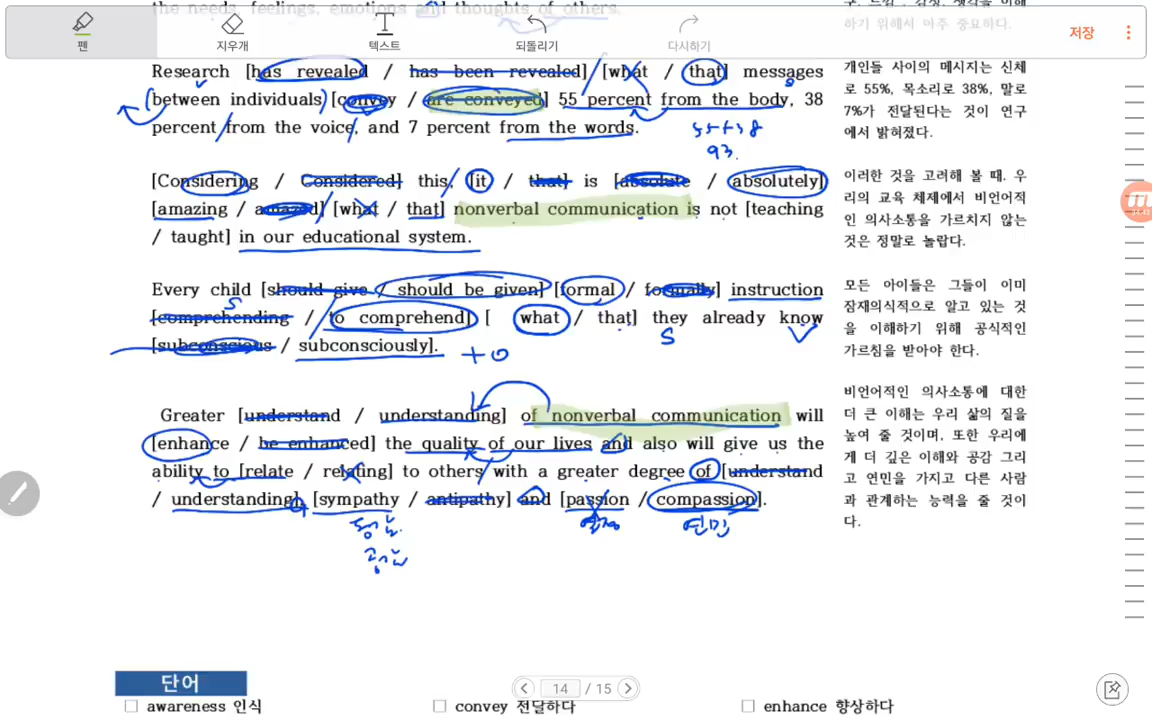 the needs, feelings, emotions and thoughts of others.
하기 위해서 아주 중요하다.
펜
지우개
텍스트
되돌리기
다시하기
저장
Research [has revealed / has been revealed] [what / that] messages
(between individuals) [convey / are conveyed] 55 percent from the body, 38
percent from the voice, and 7 percent from the words.
55+38
93.
개인들 사이의 메시지는 신체
로 55%, 목소리로 38%, 말로
7%가 전달된다는 것이 연구
에서 밝혀졌다.
[Considering / Considered] this, [it / that] is [absolute / absolutely]
[amazing / amazed] [what / that] nonverbal communication is not [teaching
/ taught] in our educational system.
이러한 것을 고려해 볼 때, 우
리의 교육 체제에서 비언어적
인 의사소통을 가르치지 않는
것은 정말로 놀랍다.
Every child [should give / should be given] [formal / formally] instruction
S
[comprehending / to comprehend] [ what / that] they already know
S V
[subconscious / subconsciously].
+o
모든 아이들은 그들이 이미
잠재의식적으로 알고 있는 것
을 이해하기 위해 공식적인
가르침을 받아야 한다.
Greater [understand / understanding] of nonverbal communication will
[enhance / be enhanced] the quality of our lives and also will give us the
ability to [relate / relating] to others with a greater degree of [understand
/ understanding], [sympathy / antipathy] and [passion / compassion].
동감
공감
열정
연민
비언어적인 의사소통에 대한
더 큰 이해는 우리 삶의 질을
높여 줄 것이며, 또한 우리에
게 더 깊은 이해와 공감 그리
고 연민을 가지고 다른 사람
과 관계하는 능력을 줄 것이
다.
단어
14 / 15
awareness 인식
convey 전달하다
enhance 향상하다